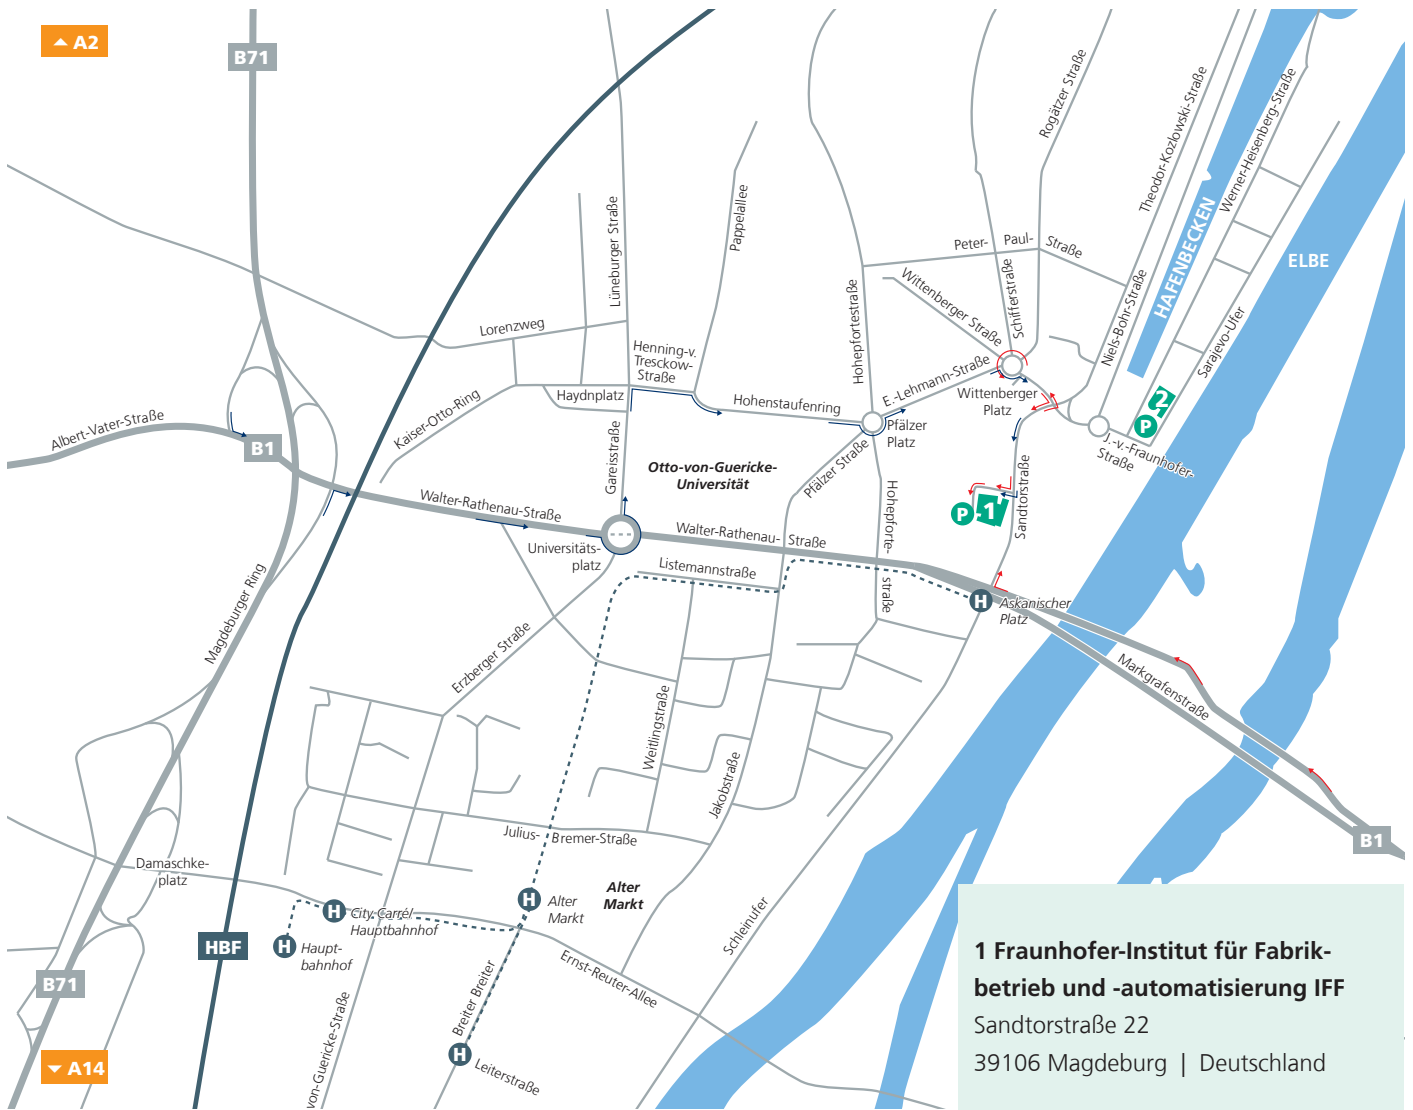 A2
B71
Rogätzer Straße
Theodor-Kozlowski-Straße
Werner-Heisenberg-Straße
Lüneburger Straße
Pappelallee
Peter- Paul- Straße
HAFENBECKEN
ELBE
Wittenberger Straße
Schifferstraße
Hohepfortestraße
Niels-Bohr-Straße
Sarajevo-Ufer
Lorenzweg
Henning-v.
Tresckow-
Straße
Haydnplatz
Hohenstaufenring
E.-Lehmann-Straße
Wittenberger
Platz
2
P
Kaiser-Otto-Ring
Albert-Vater-Straße
B1
Pfälzer
Platz
J.-v.-Fraunhofer-
Straße
Gareisstraße
Otto-von-Guericke-
Universität
Pfälzer Straße
Hohepforte-
straße
Sandtorstraße
P
1
Walter-Rathenau-Straße
Walter-Rathenau- Straße
Universitäts-
platz
Listemannstraße
H
Askanischer
Platz
Magdeburger Ring
Erzberger Straße
Markgrafenstraße
Weitlingstraße
Jakobstraße
Julius- Bremer-Straße
B1
Damaschke-
platz
H
Alter
Markt
Alter
Markt
H
City Carré/
Hauptbahnhof
H
Haupt-
bahnhof
HBF
Schleinufer
B71
Ernst-Reuter-Allee
Breiter Breiter
von-Guericke-Straße
H
Leiterstraße
A14
1 Fraunhofer-Institut für Fabrik-
betrieb und -automatisierung IFF
Sandtorstraße 22
39106 Magdeburg | Deutschland